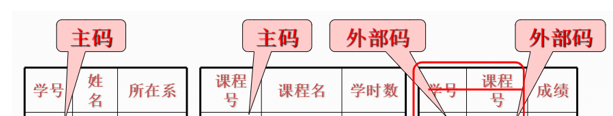 主码 主码 外部码 外部码
学号 姓名 所在系 课程号 课程名 学时数 学号 课程号 成绩